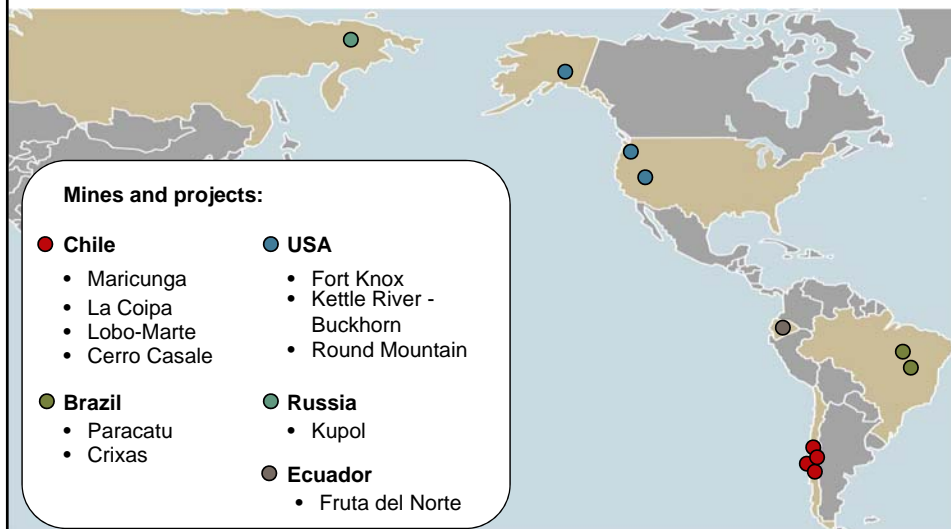 Mines and projects:
Chile
• Maricunga
• La Coipa
• Lobo-Marte
• Cerro Casale
Brazil
• Paracatu
• Crixas
USA
• Fort Knox
• Kettle River -
Buckhorn
• Round Mountain
Russia
• Kupol
Ecuador
• Fruta del Norte